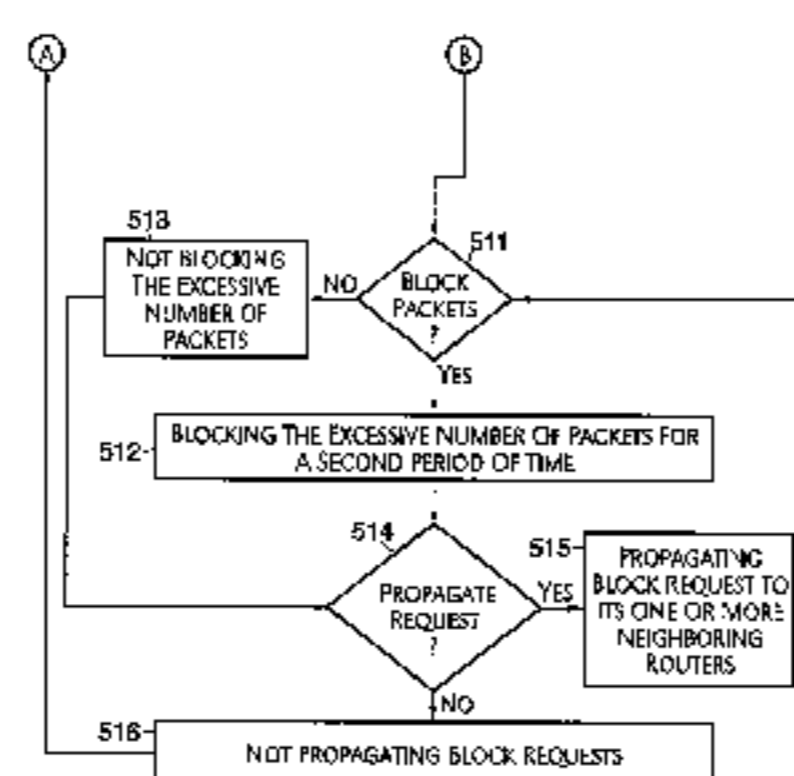 A
B
513
NOT BLOCKING
THE EXCESSIVE
NUMBER OF
PACKETS
NO
511
BLOCK
PACKETS
?
YES
512
BLOCKING THE EXCESSIVE NUMBER OF PACKETS FOR
A SECOND PERIOD OF TIME
514
PROPAGATE
REQUEST
?
YES
515
PROPAGATING
BLOCK REQUEST TO
ITS ONE OR MORE
NEIGHBORING
ROUTERS
NO
516
NOT PROPAGATING BLOCK REQUESTS